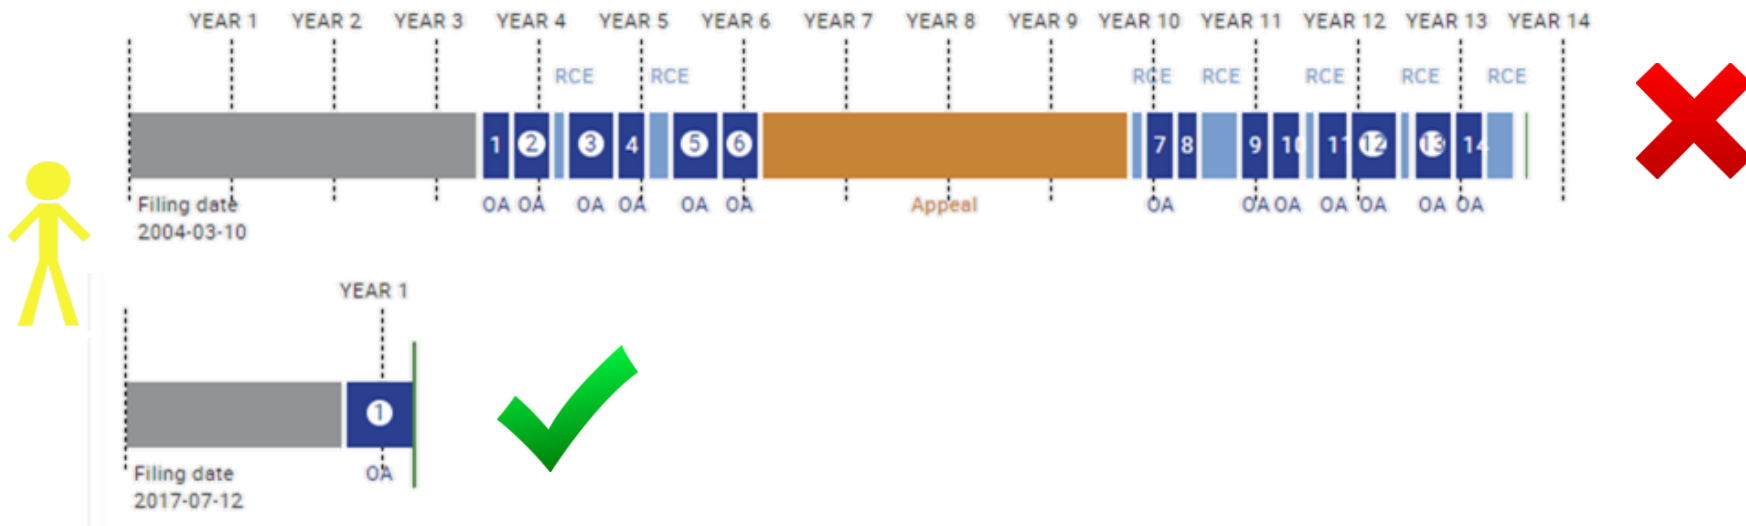 YEAR 1 YEAR 2 YEAR 3 YEAR 4 YEAR 5 YEAR 6 YEAR 7 YEAR 8 YEAR 9 YEAR 10 YEAR 11 YEAR 12 YEAR 13 YEAR 14
RCE RCE RCE RCE RCE RCE RCE
1 2 3 4 5 6 7 8 9 10 11 12 13 14
Filing date OA OA OA OA OA OA Appeal OA OA OA OA OA OA OA
2004-03-10
YEAR 1
1
Filing date OA
2017-07-12